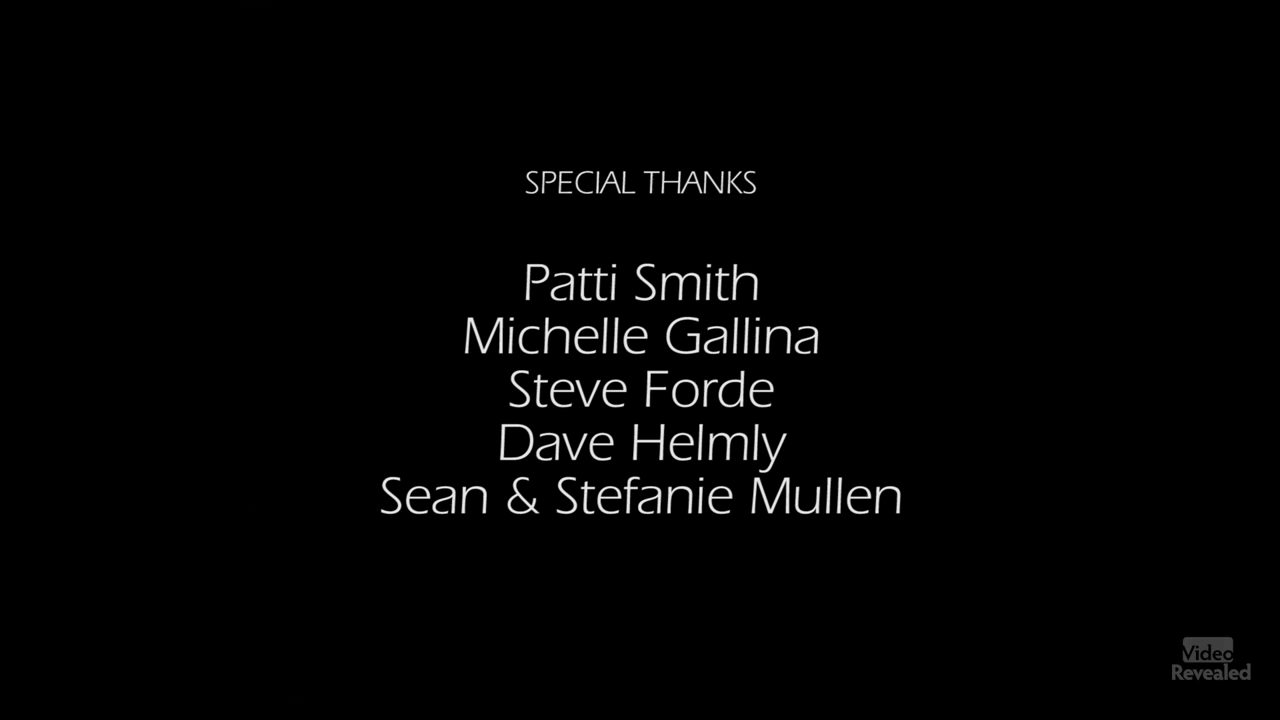 SPECIAL THANKS
Patti Smith
Michelle Gallina
Steve Forde
Dave Helmly
Sean & Stefanie Mullen
Video
Revealed